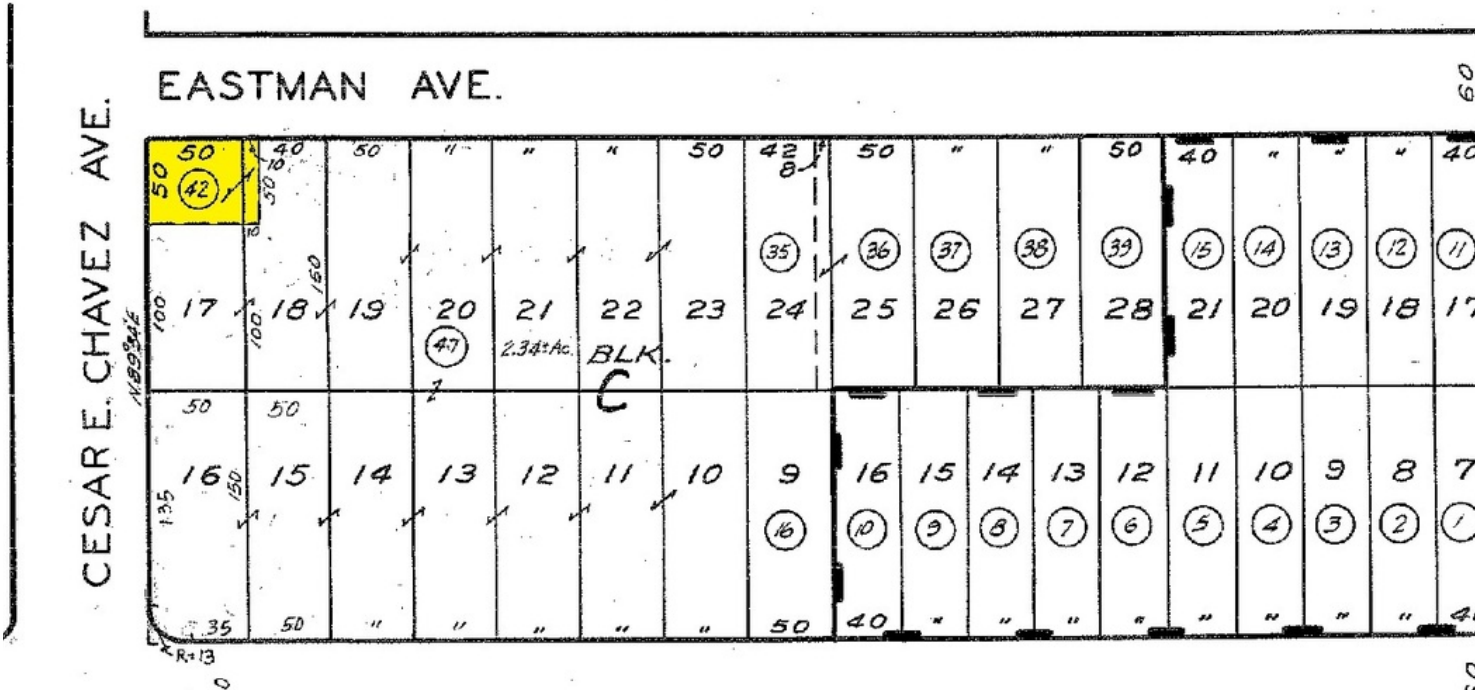 EASTMAN AVE.
60
CESAR E. CHAVEZ AVE.
50 40 50 " " " 50 42 50 " " 50 40 " " " 40
10 8
50 42 50
10
35 36 37 38 39 15 14 13 12 11
150
100 17 100 18 19 20 21 22 23 24 25 26 27 28 21 20 19 18 17
N89°34'E
47 2.34±Ac. BLK.
C
50 50
16 15 14 13 12 11 10 9 16 15 14 13 12 11 10 9 8 7
135 150
16 10 9 8 7 6 5 4 3 2 1
35 50 " " " " " 50 40 " " " " " " "
R=13